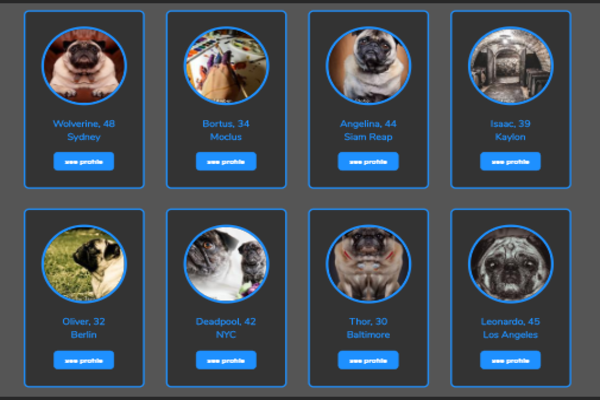 Wolverine, 48
Sydney
see profile
Bortus, 34
Moclus
see profile
Angelina, 44
Siam Reap
see profile
Isaac, 39
Kaylon
see profile
Oliver, 32
Berlin
see profile
Deadpool, 42
NYC
see profile
Thor, 30
Baltimore
see profile
Leonardo, 45
Los Angeles
see profile